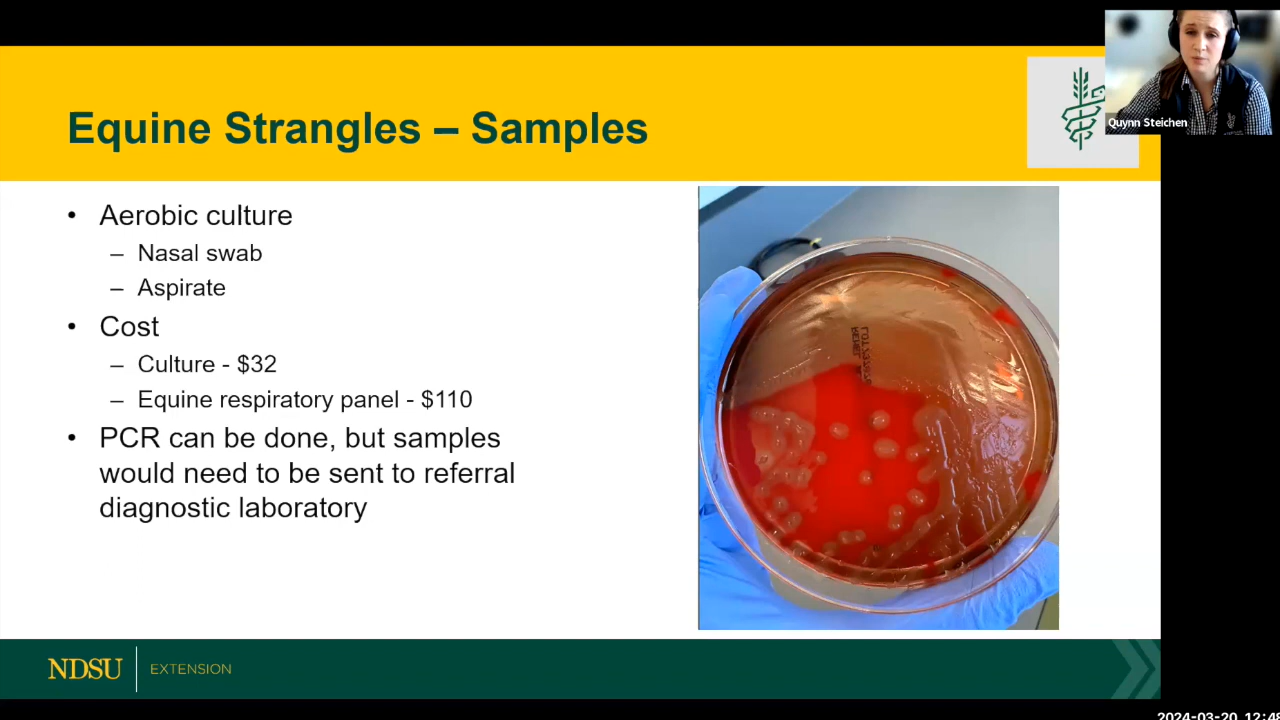 Equine Strangles – Samples
Quynn Steichen
• Aerobic culture
– Nasal swab
– Aspirate
• Cost
– Culture - $32
– Equine respiratory panel - $110
• PCR can be done, but samples
would need to be sent to referral
diagnostic laboratory
NDSU
EXTENSION
2024-03-20 12:48